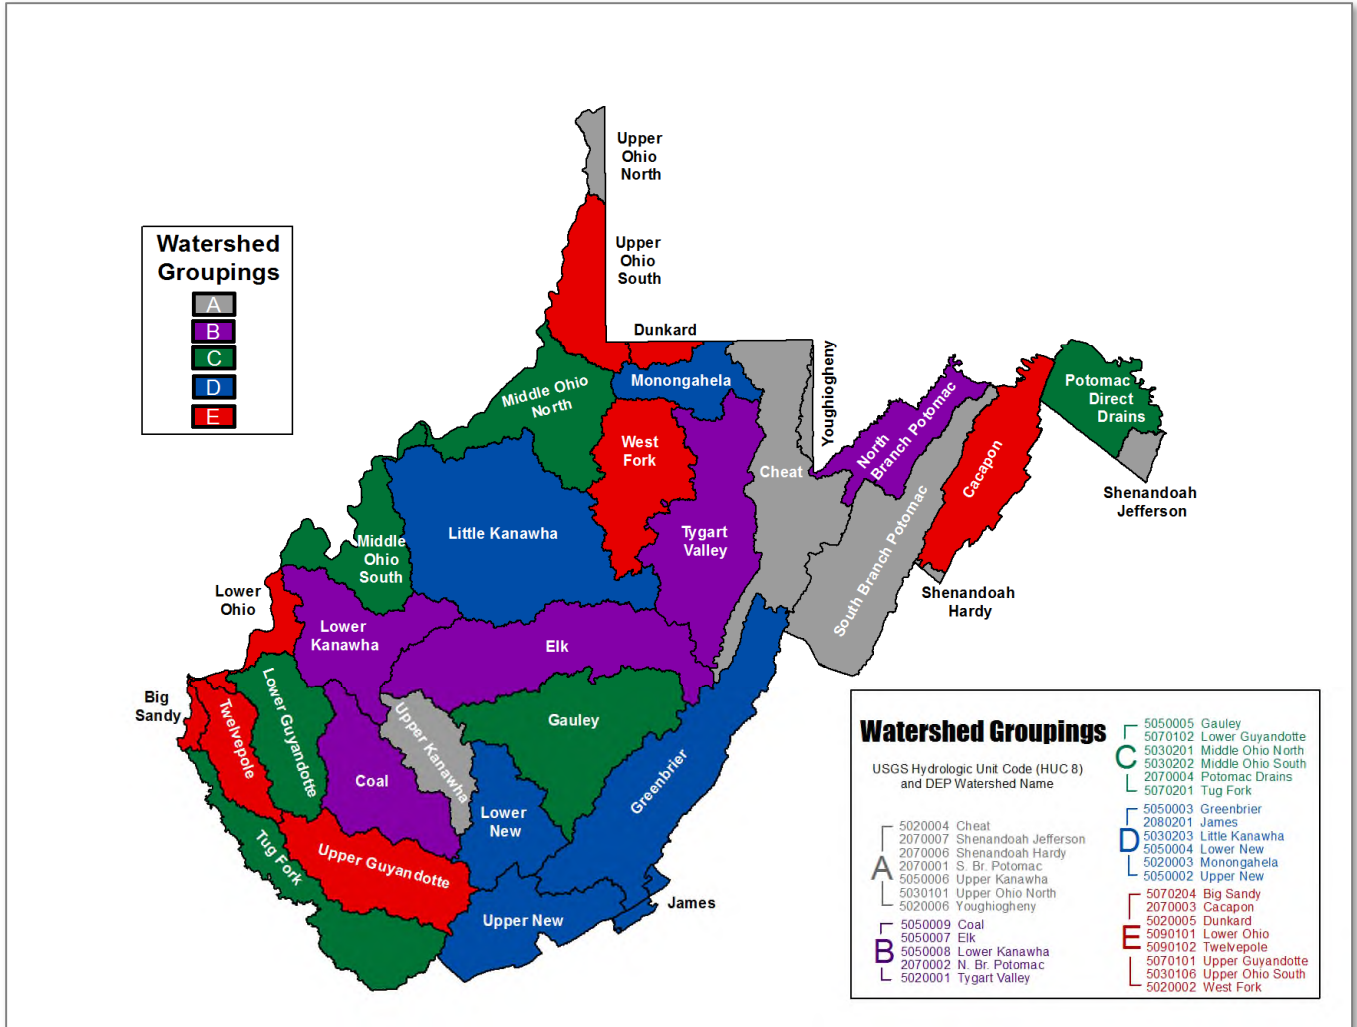 Upper
Ohio
North
Upper
Ohio
South
Watershed
Groupings
A
B
C
D
E
Dunkard
Youghiogheny
Monongahela
Middle Ohio
North
West
Fork
Cheat
North
Branch Potomac
South Branch Potomac
Cacapon
Potomac
Direct
Drains
Shenandoah
Jefferson
Shenandoah
Hardy
Little Kanawha
Tygart
Valley
Middle
Ohio
South
Lower
Ohio
Lower
Kanawha
Elk
Big
Sandy
Twelvepole
Lower Guyandotte
Upper Kanawha
Gauley
Coal
Greenbrier
Lower
New
Tug Fork
Upper Guyandotte
Upper New
James
Watershed Groupings
USGS Hydrologic Unit Code (HUC 8)
and DEP Watershed Name
A
5020004 Cheat
2070007 Shenandoah Jefferson
2070006 Shenandoah Hardy
2070001 S. Br. Potomac
5050006 Upper Kanawha
5030101 Upper Ohio North
5020006 Youghiogheny
B
5050009 Coal
5050007 Elk
5050008 Lower Kanawha
2070002 N. Br. Potomac
5020001 Tygart Valley
C
5050005 Gauley
5070102 Lower Guyandotte
5030201 Middle Ohio North
5030202 Middle Ohio South
2070004 Potomac Drains
5070201 Tug Fork
D
5050003 Greenbrier
2080201 James
5030203 Little Kanawha
5050004 Lower New
5020003 Monongahela
5050002 Upper New
E
5070204 Big Sandy
2070003 Cacapon
5020005 Dunkard
5090101 Lower Ohio
5090102 Twelvepole
5070101 Upper Guyandotte
5030106 Upper Ohio South
5020002 West Fork